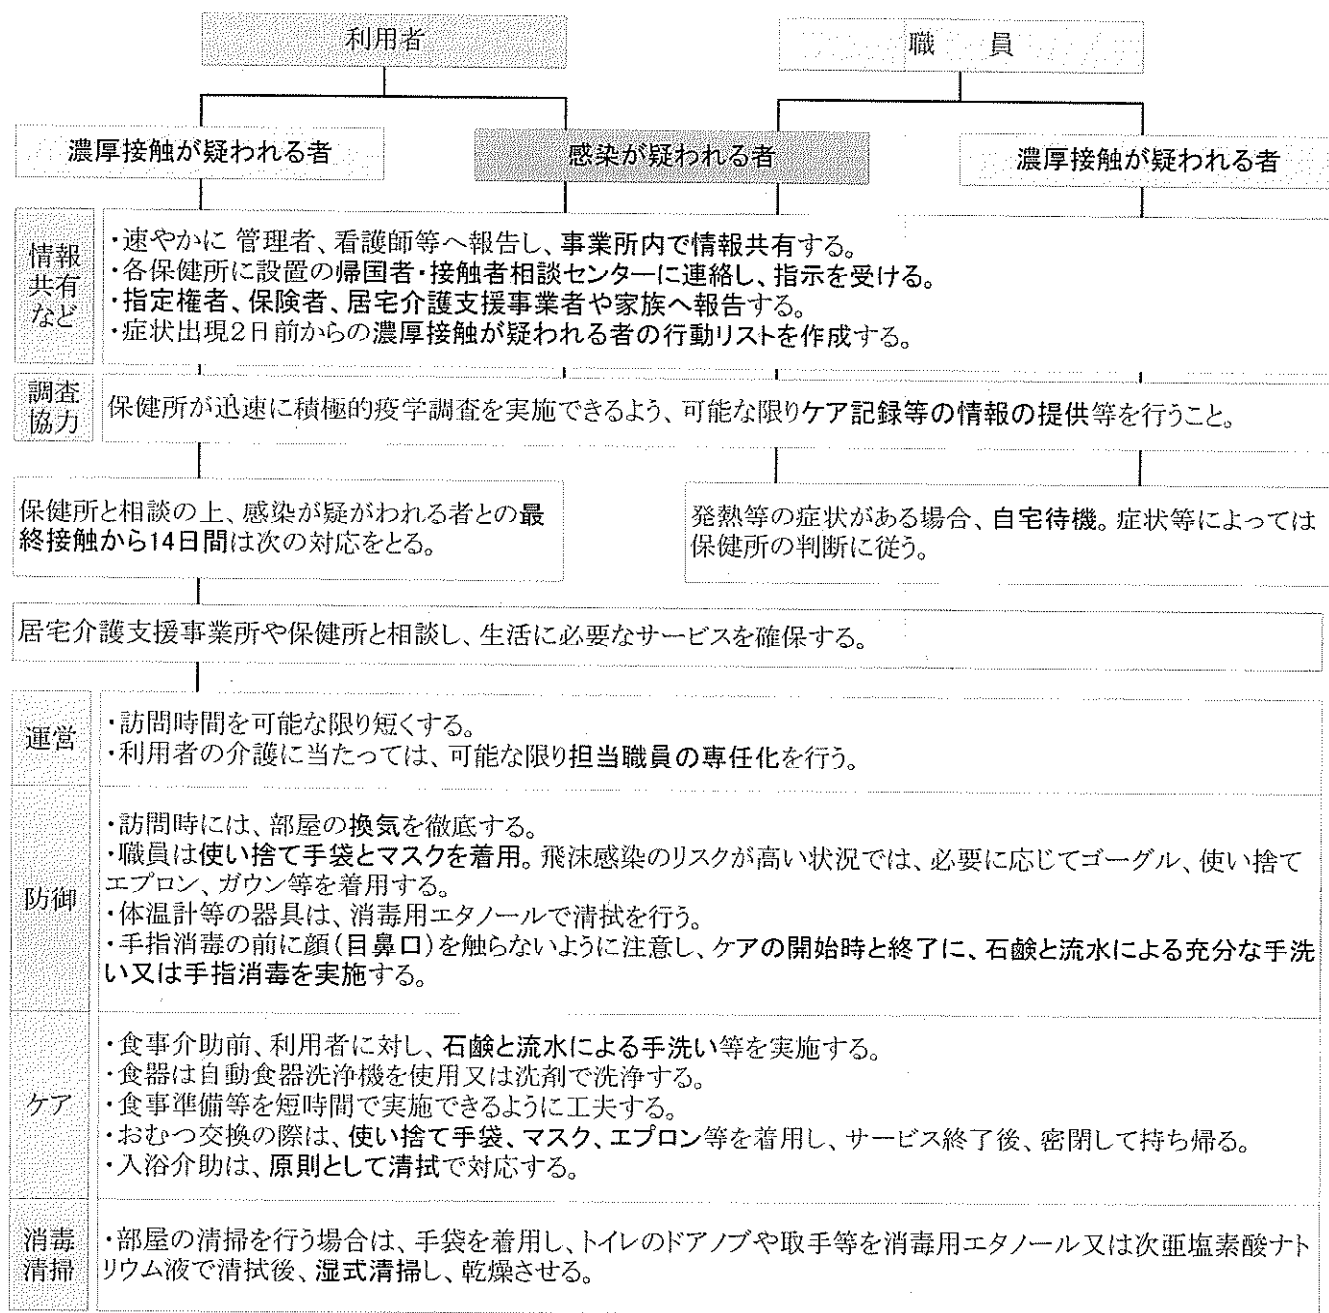 利用者
職員
濃厚接触が疑われる者
感染が疑われる者
濃厚接触が疑われる者
情報
共有
など
・速やかに 管理者、看護師等へ報告し、事業所内で情報共有する。
・各保健所に設置の帰国者・接触者相談センターに連絡し、指示を受ける。
・指定権者、保険者、居宅介護支援事業者や家族へ報告する。
・症状出現2日前からの濃厚接触が疑われる者の行動リストを作成する。
調査
協力
保健所が迅速に積極的疫学調査を実施できるよう、可能な限りケア記録等の情報の提供等を行うこと。
保健所と相談の上、感染が疑がわれる者との最
終接触から14日間は次の対応をとる。
発熱等の症状がある場合、自宅待機。症状等によっては
保健所の判断に従う。
居宅介護支援事業所や保健所と相談し、生活に必要なサービスを確保する。
運営
・訪問時間を可能な限り短くする。
・利用者の介護に当たっては、可能な限り担当職員の専任化を行う。
防御
・訪問時には、部屋の換気を徹底する。
・職員は使い捨て手袋とマスクを着用。飛沫感染のリスクが高い状況では、必要に応じてゴーグル、使い捨て
エプロン、ガウン等を着用する。
・体温計等の器具は、消毒用エタノールで清拭を行う。
・手指消毒の前に顔(目鼻口)を触らないように注意し、ケアの開始時と終了に、石鹸と流水による充分な手洗
い又は手指消毒を実施する。
ケア
・食事介助前、利用者に対し、石鹸と流水による手洗い等を実施する。
・食器は自動食器洗浄機を使用又は洗剤で洗浄する。
・食事準備等を短時間で実施できるように工夫する。
・おむつ交換の際は、使い捨て手袋、マスク、エプロン等を着用し、サービス終了後、密閉して持ち帰る。
・入浴介助は、原則として清拭で対応する。
消毒
清掃
・部屋の清掃を行う場合は、手袋を着用し、トイレのドアノブや取手等を消毒用エタノール又は次亜塩素酸ナト
リウム液で清拭後、湿式清掃し、乾燥させる。